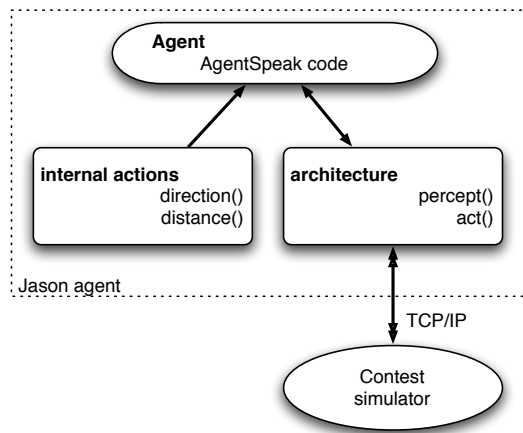 Agent
AgentSpeak code
internal actions
direction()
distance()
architecture
percept()
act()
Jason agent
TCP/IP
Contest
simulator